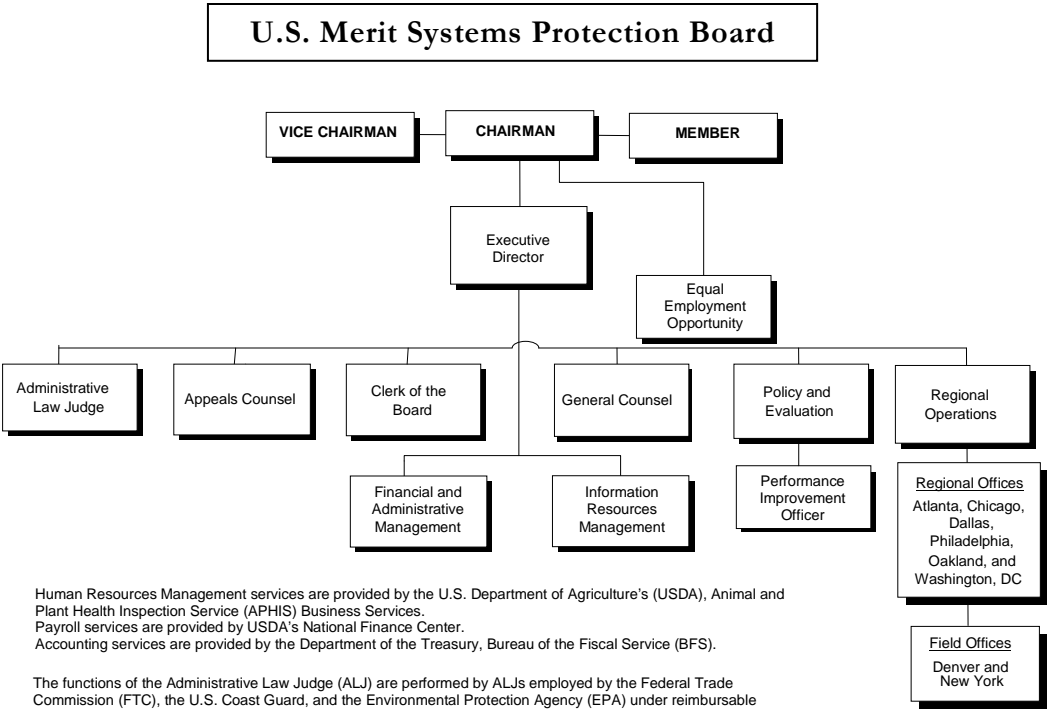 U.S. Merit Systems Protection Board
VICE CHAIRMAN
CHAIRMAN
MEMBER
Executive
Director
Equal
Employment
Opportunity
Administrative
Law Judge
Appeals Counsel
Clerk of the
Board
General Counsel
Policy and
Evaluation
Regional
Operations
Financial and
Administrative
Management
Information
Resources
Management
Performance
Improvement
Officer
Regional Offices
Atlanta, Chicago,
Dallas,
Philadelphia,
Oakland, and
Washington, DC
Field Offices
Denver and
New York
Human Resources Management services are provided by the U.S. Department of Agriculture's (USDA), Animal and
Plant Health Inspection Service (APHIS) Business Services.
Payroll services are provided by USDA's National Finance Center.
Accounting services are provided by the Department of the Treasury, Bureau of the Fiscal Service (BFS).
The functions of the Administrative Law Judge (ALJ) are performed by ALJs employed by the Federal Trade
Commission (FTC), the U.S. Coast Guard, and the Environmental Protection Agency (EPA) under reimbursable